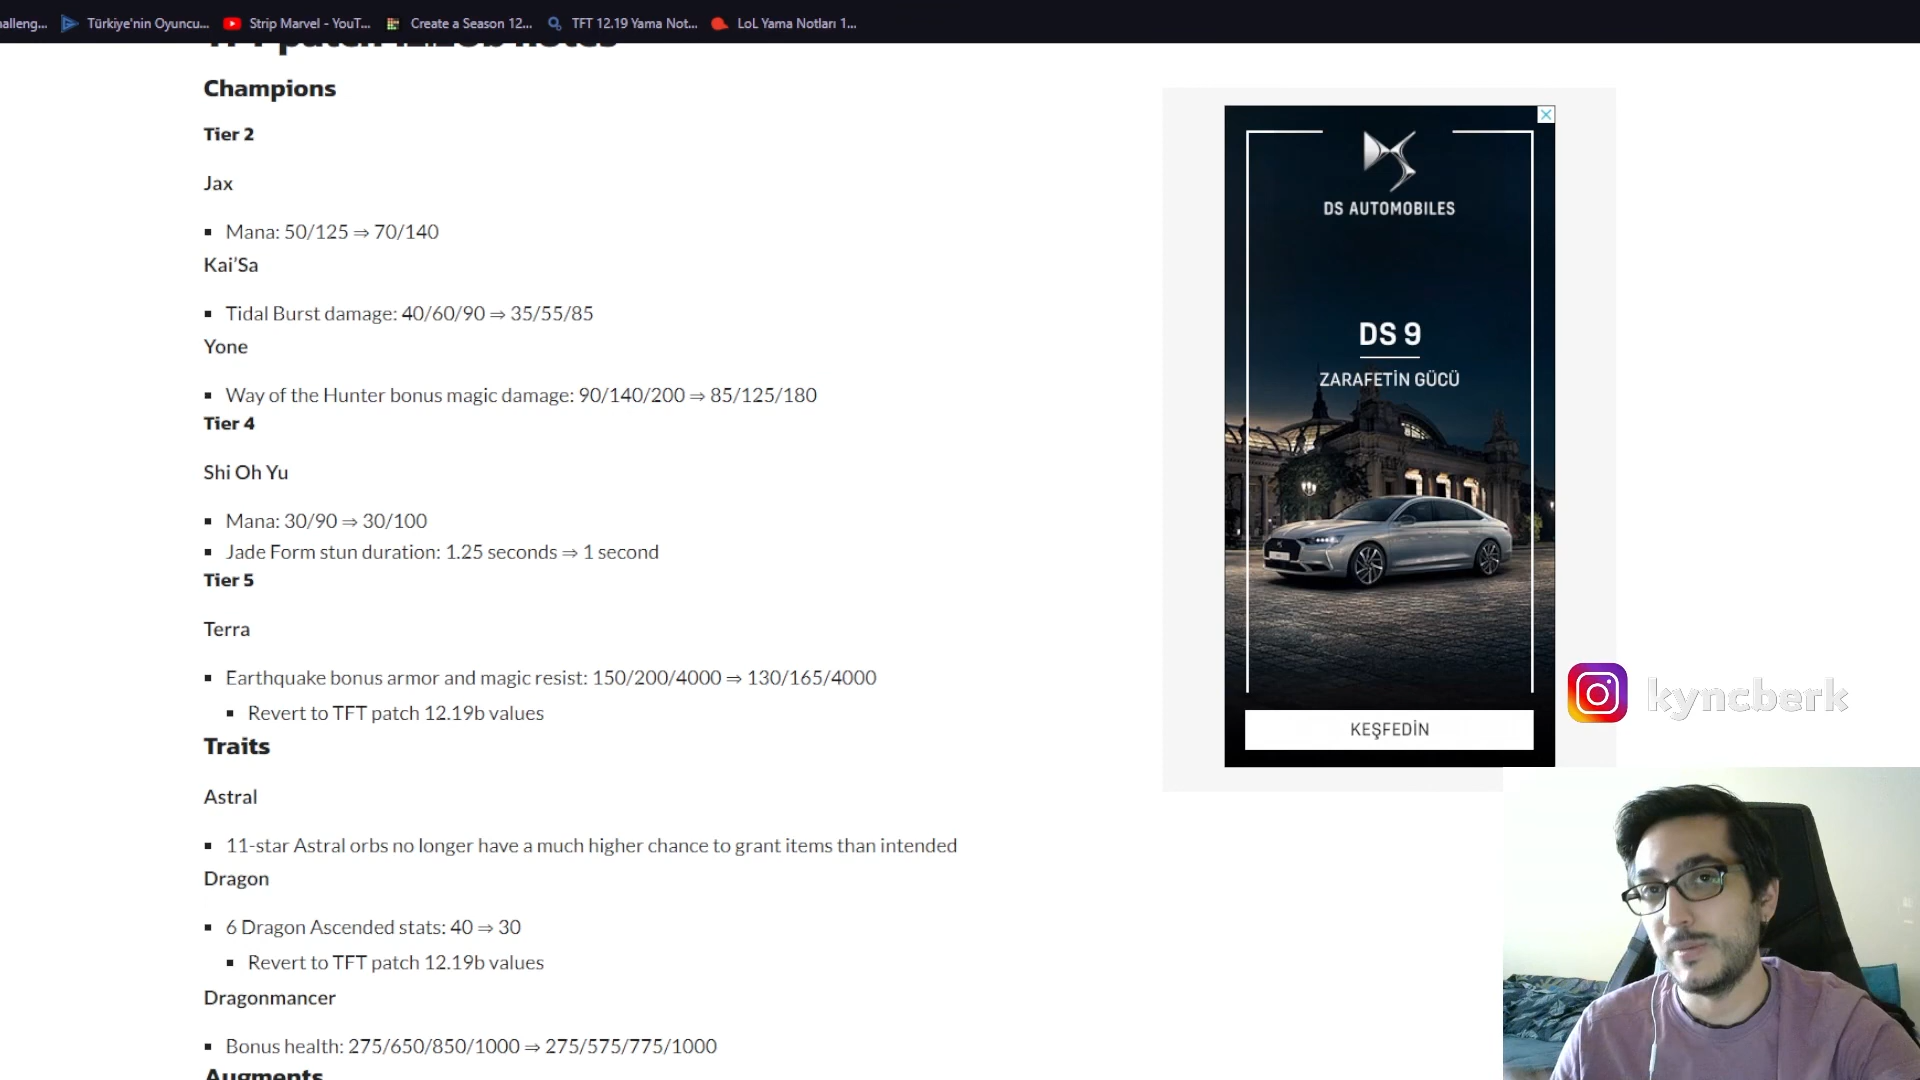 halleng...
Türkiye'nin Oyuncu...
Strip Marvel - YouT...
Create a Season 12...
TFT 12.19 Yama Not...
LoL Yama Notları 1...
TFT patch 12.20b notes
Champions
Tier 2
Jax
▪ Mana: 50/125 ⇒ 70/140
Kai’Sa
▪ Tidal Burst damage: 40/60/90 ⇒ 35/55/85
Yone
▪ Way of the Hunter bonus magic damage: 90/140/200 ⇒ 85/125/180
Tier 4
Shi Oh Yu
▪ Mana: 30/90 ⇒ 30/100
▪ Jade Form stun duration: 1.25 seconds ⇒ 1 second
Tier 5
Terra
▪ Earthquake bonus armor and magic resist: 150/200/4000 ⇒ 130/165/4000
▪ Revert to TFT patch 12.19b values
Traits
Astral
▪ 11-star Astral orbs no longer have a much higher chance to grant items than intended
Dragon
▪ 6 Dragon Ascended stats: 40 ⇒ 30
▪ Revert to TFT patch 12.19b values
Dragonmancer
▪ Bonus health: 275/650/850/1000 ⇒ 275/575/775/1000
Augments
DS AUTOMOBILES
DS 9
ZARAFETİN GÜCÜ
KEŞFEDİN
kyncberk